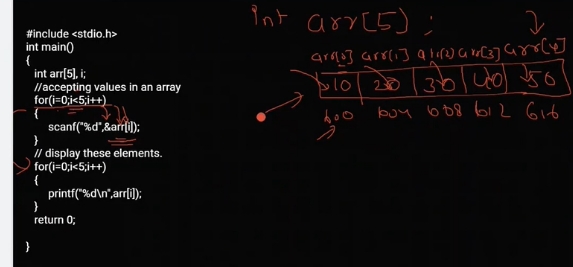 #include <stdio.h>
int main()
{
int arr[5], i;
//accepting values in an array
for(i=0;i<5;i++)
{
scanf("%d",&arr[i]);
}
// display these elements.
for(i=0;i<5;i++)
{
printf("%d\n",arr[i]);
}
return 0;
}
Int arr[5];
arr[0] arr[1] arr[2] arr[3] arr[4]
10 20 30 40 50
600 604 608 612 616